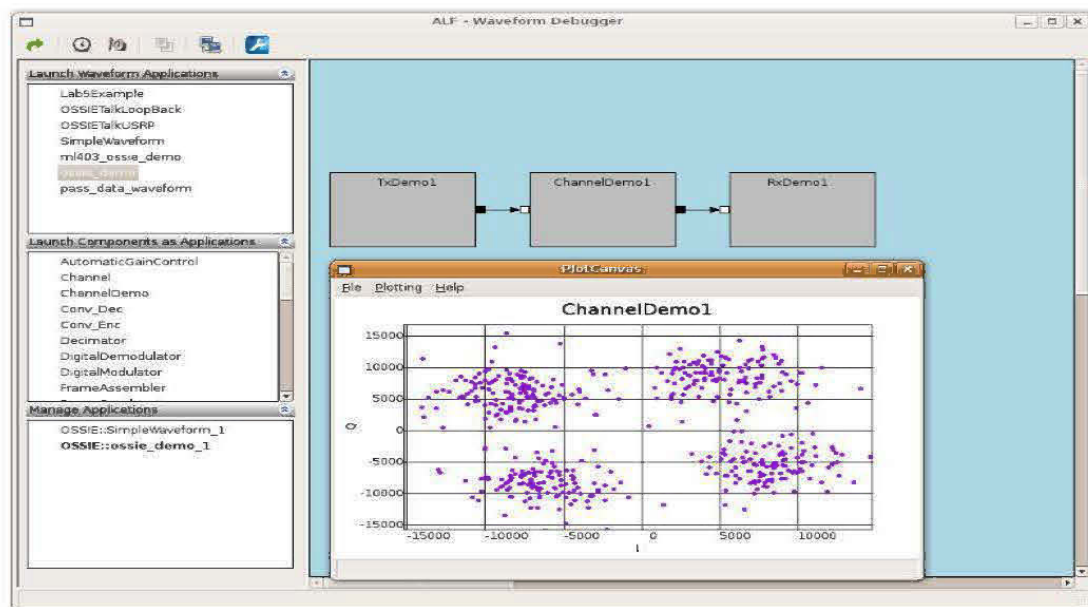 ALF - Waveform Debugger
Launch Waveform Applications
Lab5Example
OSSIETalkLoopBack
OSSIETalkUSRP
SimpleWaveform
ml403_ossie_demo
ossie_demo
pass_data_waveform
Launch Components as Applications
AutomaticGainControl
Channel
ChannelDemo
Conv_Dec
Conv_Enc
Decimator
DigitalDemodulator
DigitalModulator
FrameAssembler
Manage Applications
OSSIE::SimpleWaveform_1
OSSIE::ossie_demo_1
TxDemo1
ChannelDemo1
RxDemo1
PlotCanvas
File Plotting Help
ChannelDemo1
15000
10000
5000
0
-5000
-10000
-15000
Q
-15000 -10000 -5000 0 5000 10000
I